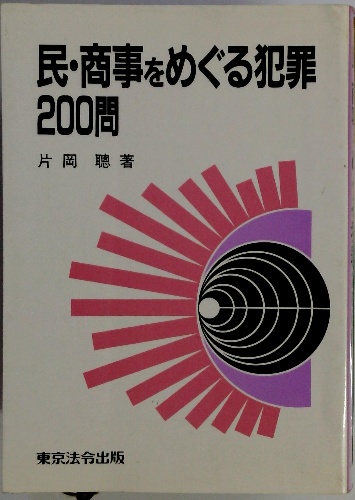 民・商事をめぐる犯罪
200問
片岡 聰 著
東京法令出版